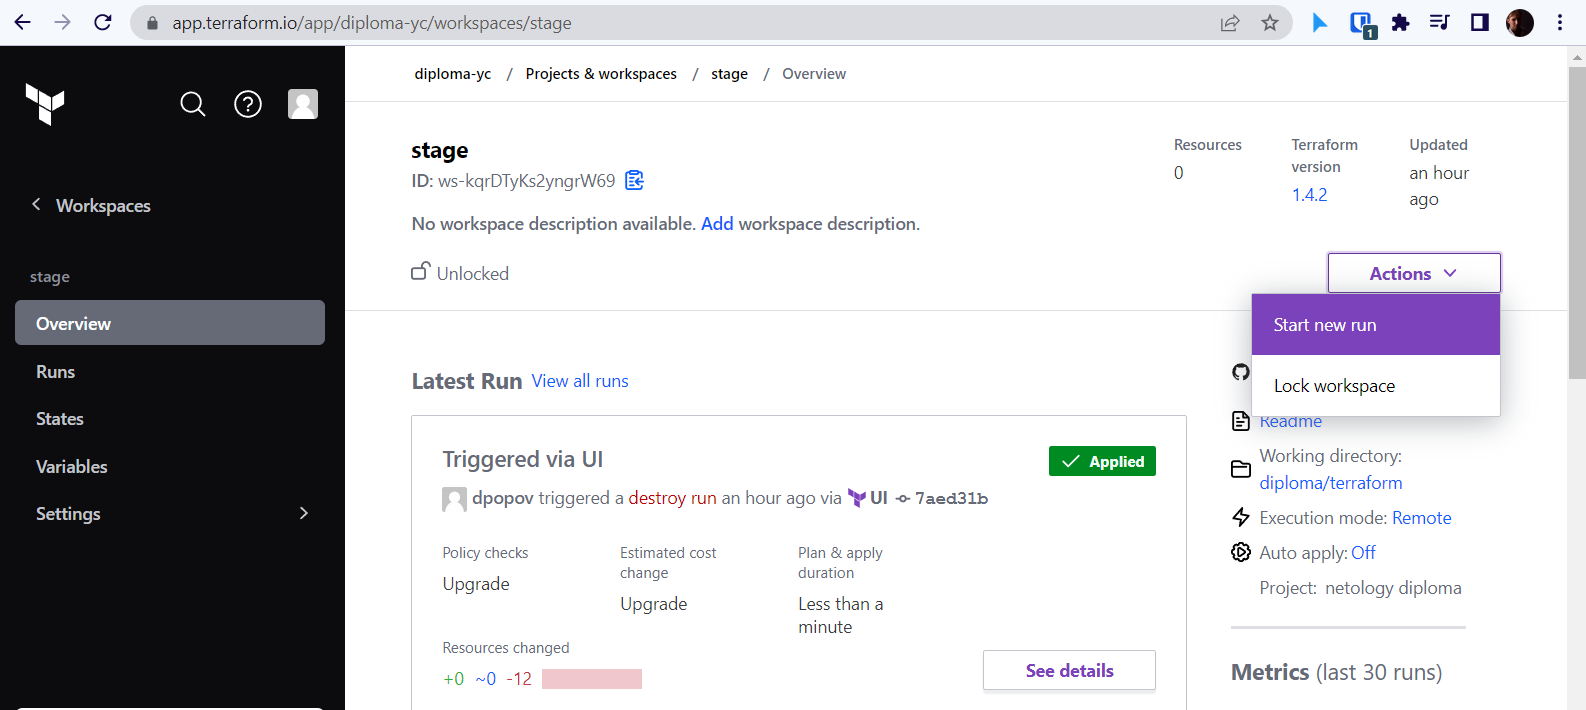 app.terraform.io/app/diploma-yc/workspaces/stage
1
diploma-yc / Projects & workspaces / stage / Overview
Workspaces
stage
Overview
Runs
States
Variables
Settings
stage
ID: ws-kqrDTyKs2yngrW69
No workspace description available. Add workspace description.
Unlocked
Resources
0
Terraform
version
1.4.2
Updated
an hour
ago
Actions
Start new run
Lock workspace
Latest Run View all runs
Triggered via UI
Applied
dpopov triggered a destroy run an hour ago via UI 7aed31b
Policy checks
Upgrade
Estimated cost
change
Upgrade
Plan & apply
duration
Less than a
minute
Resources changed
+0 ~0 -12
See details
Readme
Working directory:
diploma/terraform
Execution mode: Remote
Auto apply: Off
Project: netology diploma
Metrics (last 30 runs)